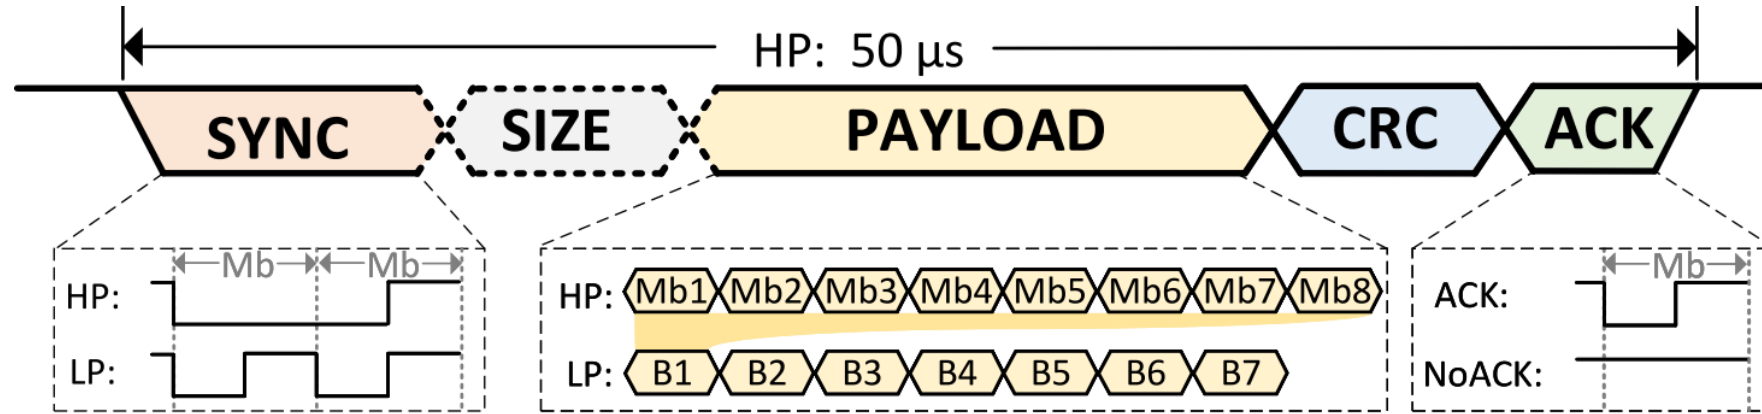 HP: 50 µs
SYNC SIZE PAYLOAD CRC ACK
Mb Mb
HP:
LP:
HP: Mb1 Mb2 Mb3 Mb4 Mb5 Mb6 Mb7 Mb8
LP: B1 B2 B3 B4 B5 B6 B7
Mb
ACK:
NoACK: